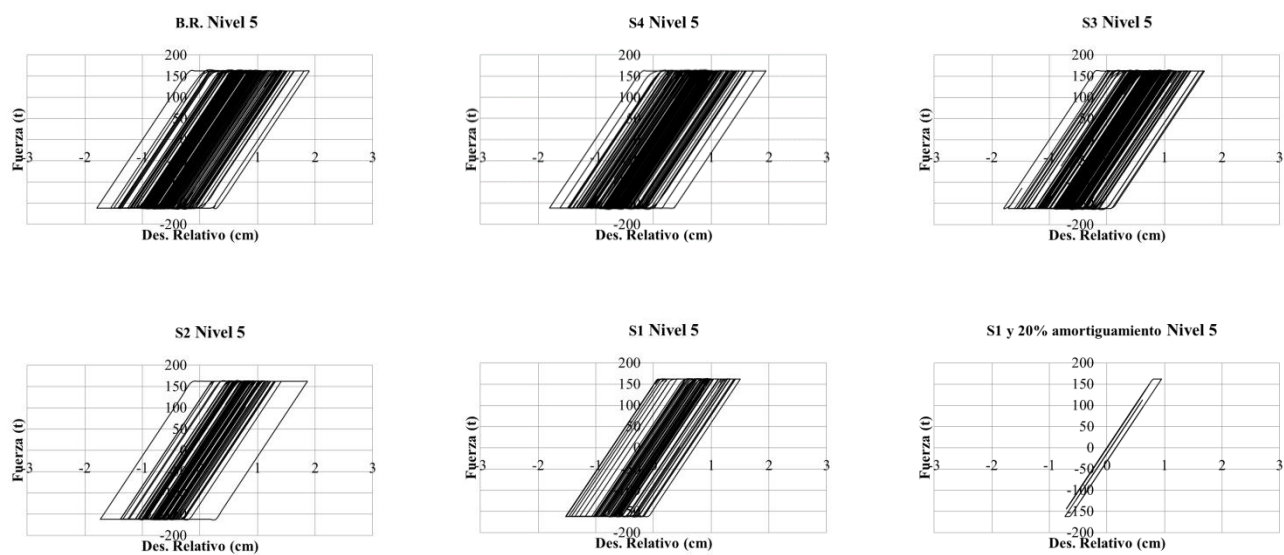 B.R. Nivel 5
200
150
100
50
-3 -2 -1 1 2 3
-200
Fuerza (t)
Des. Relativo (cm)
S4 Nivel 5
200
150
100
50
-3 -2 -1 1 2 3
-200
Fuerza (t)
Des. Relativo (cm)
S3 Nivel 5
200
150
100
50
-3 -2 -1 1 2 3
-200
Fuerza (t)
Des. Relativo (cm)
S2 Nivel 5
200
150
100
50
0
-3 -2 -1 1 2 3
-200
Fuerza (t)
Des. Relativo (cm)
S1 Nivel 5
200
150
100
50
-3 -2 -1 1 2 3
-200
Fuerza (t)
Des. Relativo (cm)
S1 y 20% amortiguamiento Nivel 5
200
150
100
50
0
-3 -2 -1 0 1 2 3
-50
-100
-150
-200
Fuerza (t)
Des. Relativo (cm)